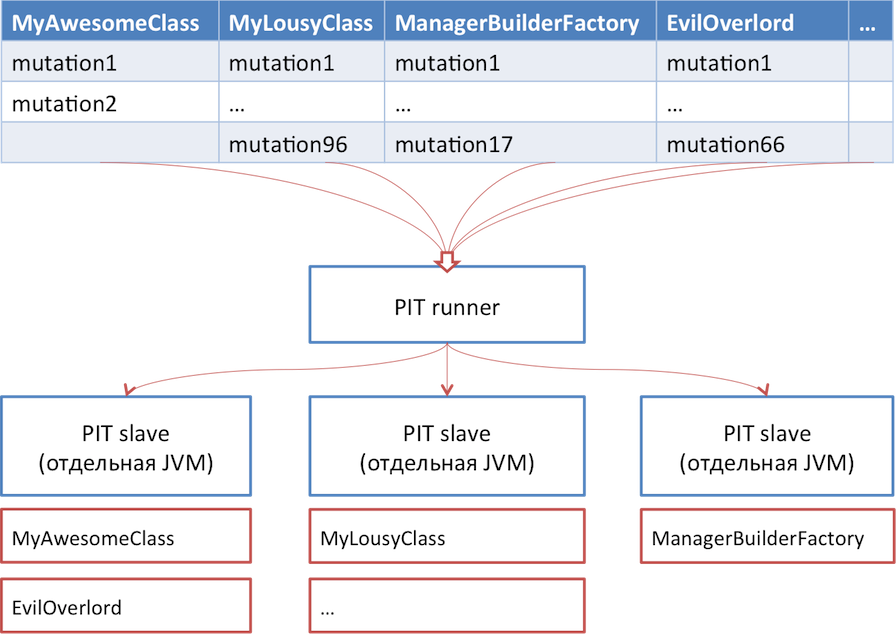 MyAwesomeClass MyLousyClass ManagerBuilderFactory EvilOverlord ...
mutation1 mutation1 mutation1 mutation1
mutation2 ... ... ...
mutation96 mutation17 mutation66
PIT runner
PIT slave PIT slave PIT slave
(отдельная JVM) (отдельная JVM) (отдельная JVM)
MyAwesomeClass MyLousyClass ManagerBuilderFactory
EvilOverlord ...